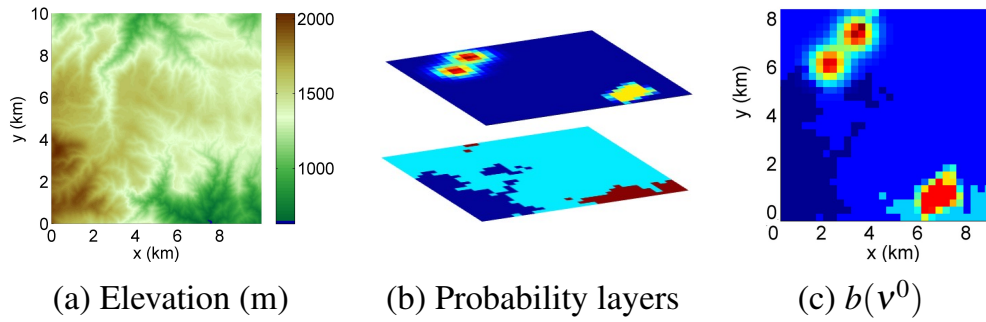 10
8
6
4
2
0
y (km)
0 2 4 6 8
x (km)
2000
1500
1000
8
6
4
2
0
y (km)
0 2 4 6 8
x (km)
(a) Elevation (m)
(b) Probability layers
(c) b(ν⁰)